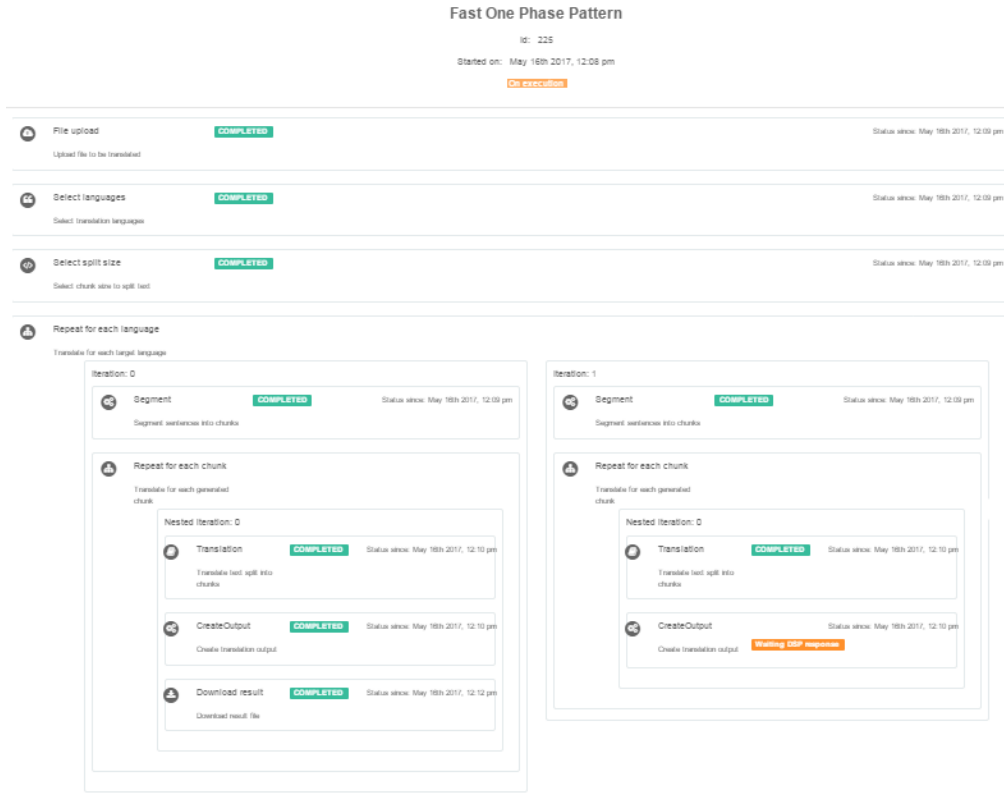 Fast One Phase Pattern
Id: 225
Started on: May 16th 2017, 12:08 pm
On execution
File upload COMPLETED Status since: May 16th 2017, 12:09 pm
Upload file to be translated
Select languages COMPLETED Status since: May 16th 2017, 12:09 pm
Select translation languages
Select split size COMPLETED Status since: May 16th 2017, 12:09 pm
Select chunk size to split text
Repeat for each language
Translate for each target language
Iteration: 0
Segment COMPLETED Status since: May 16th 2017, 12:09 pm
Segment sentences into chunks
Repeat for each chunk
Translate for each generated
chunk
Nested Iteration: 0
Translation COMPLETED Status since: May 16th 2017, 12:10 pm
Translate text split into
chunks
CreateOutput COMPLETED Status since: May 16th 2017, 12:10 pm
Create translation output
Download result COMPLETED Status since: May 16th 2017, 12:12 pm
Download result file
Iteration: 1
Segment COMPLETED Status since: May 16th 2017, 12:09 pm
Segment sentences into chunks
Repeat for each chunk
Translate for each generated
chunk
Nested Iteration: 0
Translation COMPLETED Status since: May 16th 2017, 12:10 pm
Translate text split into
chunks
CreateOutput Status since: May 16th 2017, 12:10 pm
Create translation output Waiting DSP response